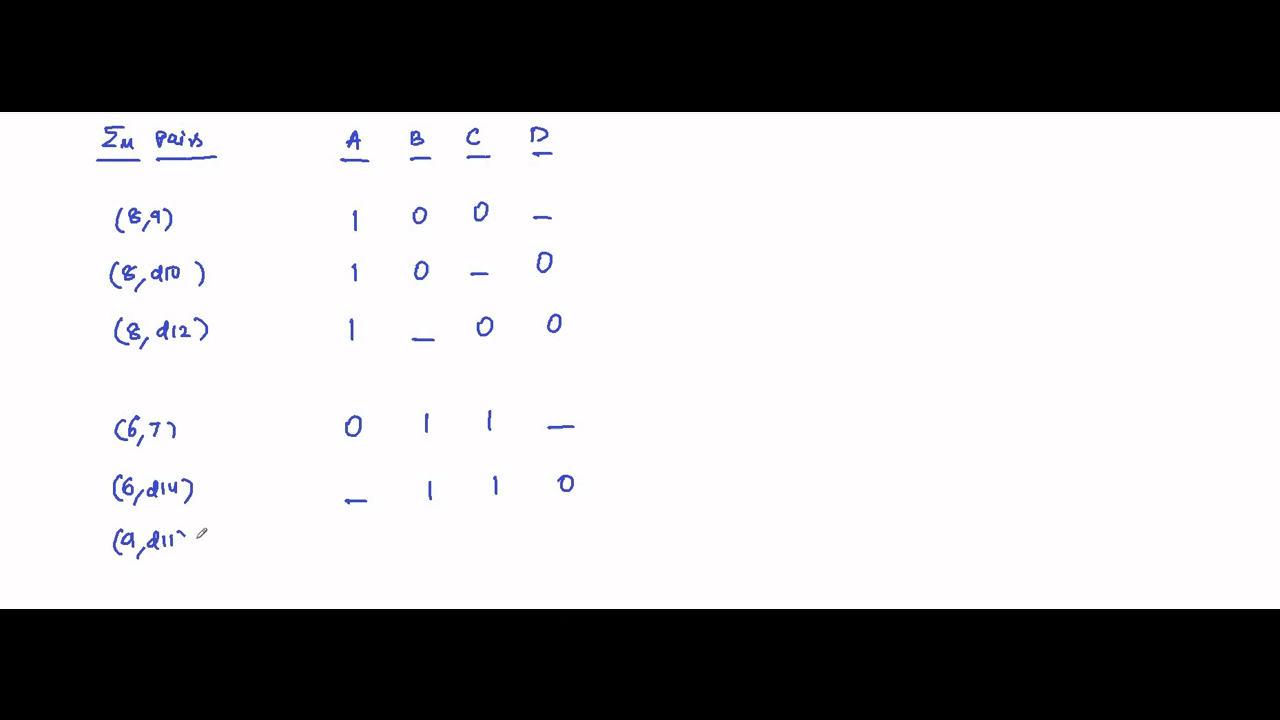 Σm Pairs A B C D
(8,9) 1 0 0 –
(8,d10) 1 0 – 0
(8,d12) 1 – 0 0
(6,7) 0 1 1 –
(6,d14) – 1 1 0
(9,d11)